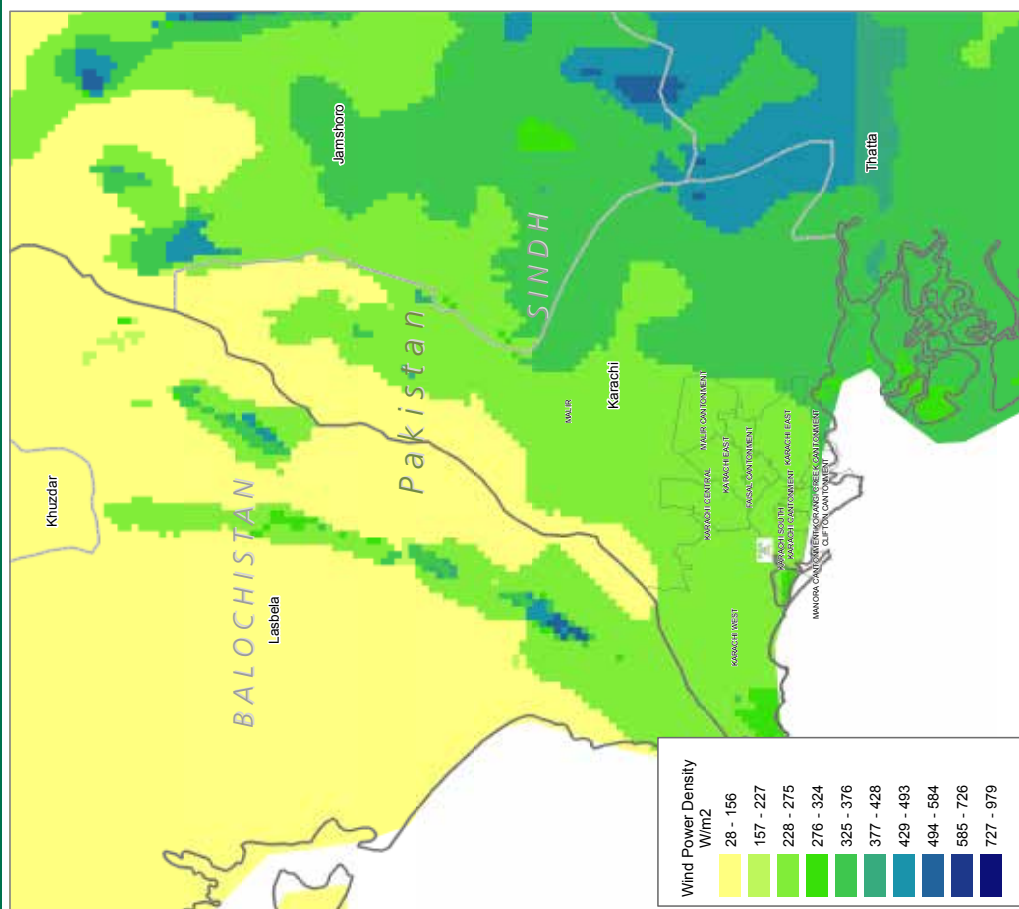 Khuzdar
BALOCHISTAN
Lasbela
Jamshoro
Pakistan
SINDH
Thatta
MALIR
Karachi
MALIR CANTONMENT
KARACHI CENTRAL
KARACHI EAST
FAISAL CANTONMENT
KARACHI EAST
KARACHI SOUTH
KARACHI CANTONMENT
KORANGI CREEK CANTONMENT
MANORA CANTONMENT
CLIFTON CANTONMENT
KARACHI WEST
Wind Power Density
W/m2
28 - 156
157 - 227
228 - 275
276 - 324
325 - 376
377 - 428
429 - 493
494 - 584
585 - 726
727 - 979